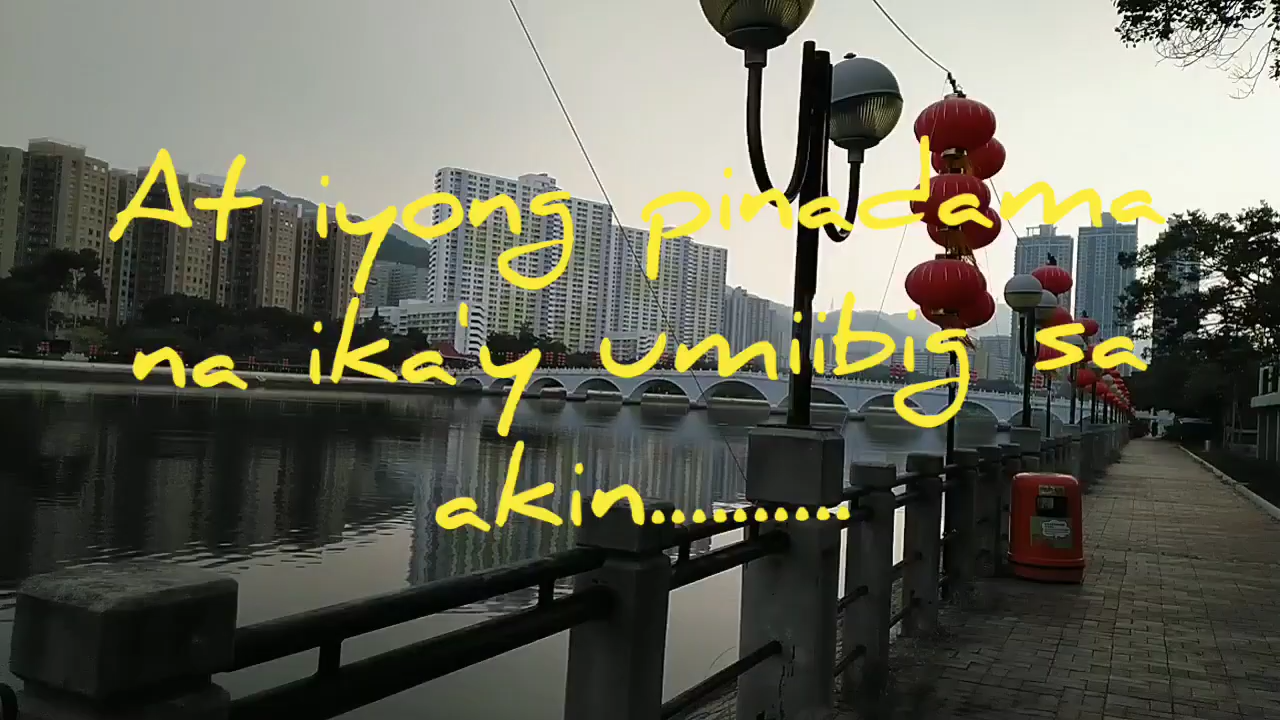 At iyong pinadama
na ika'y umiibig sa
akin..........